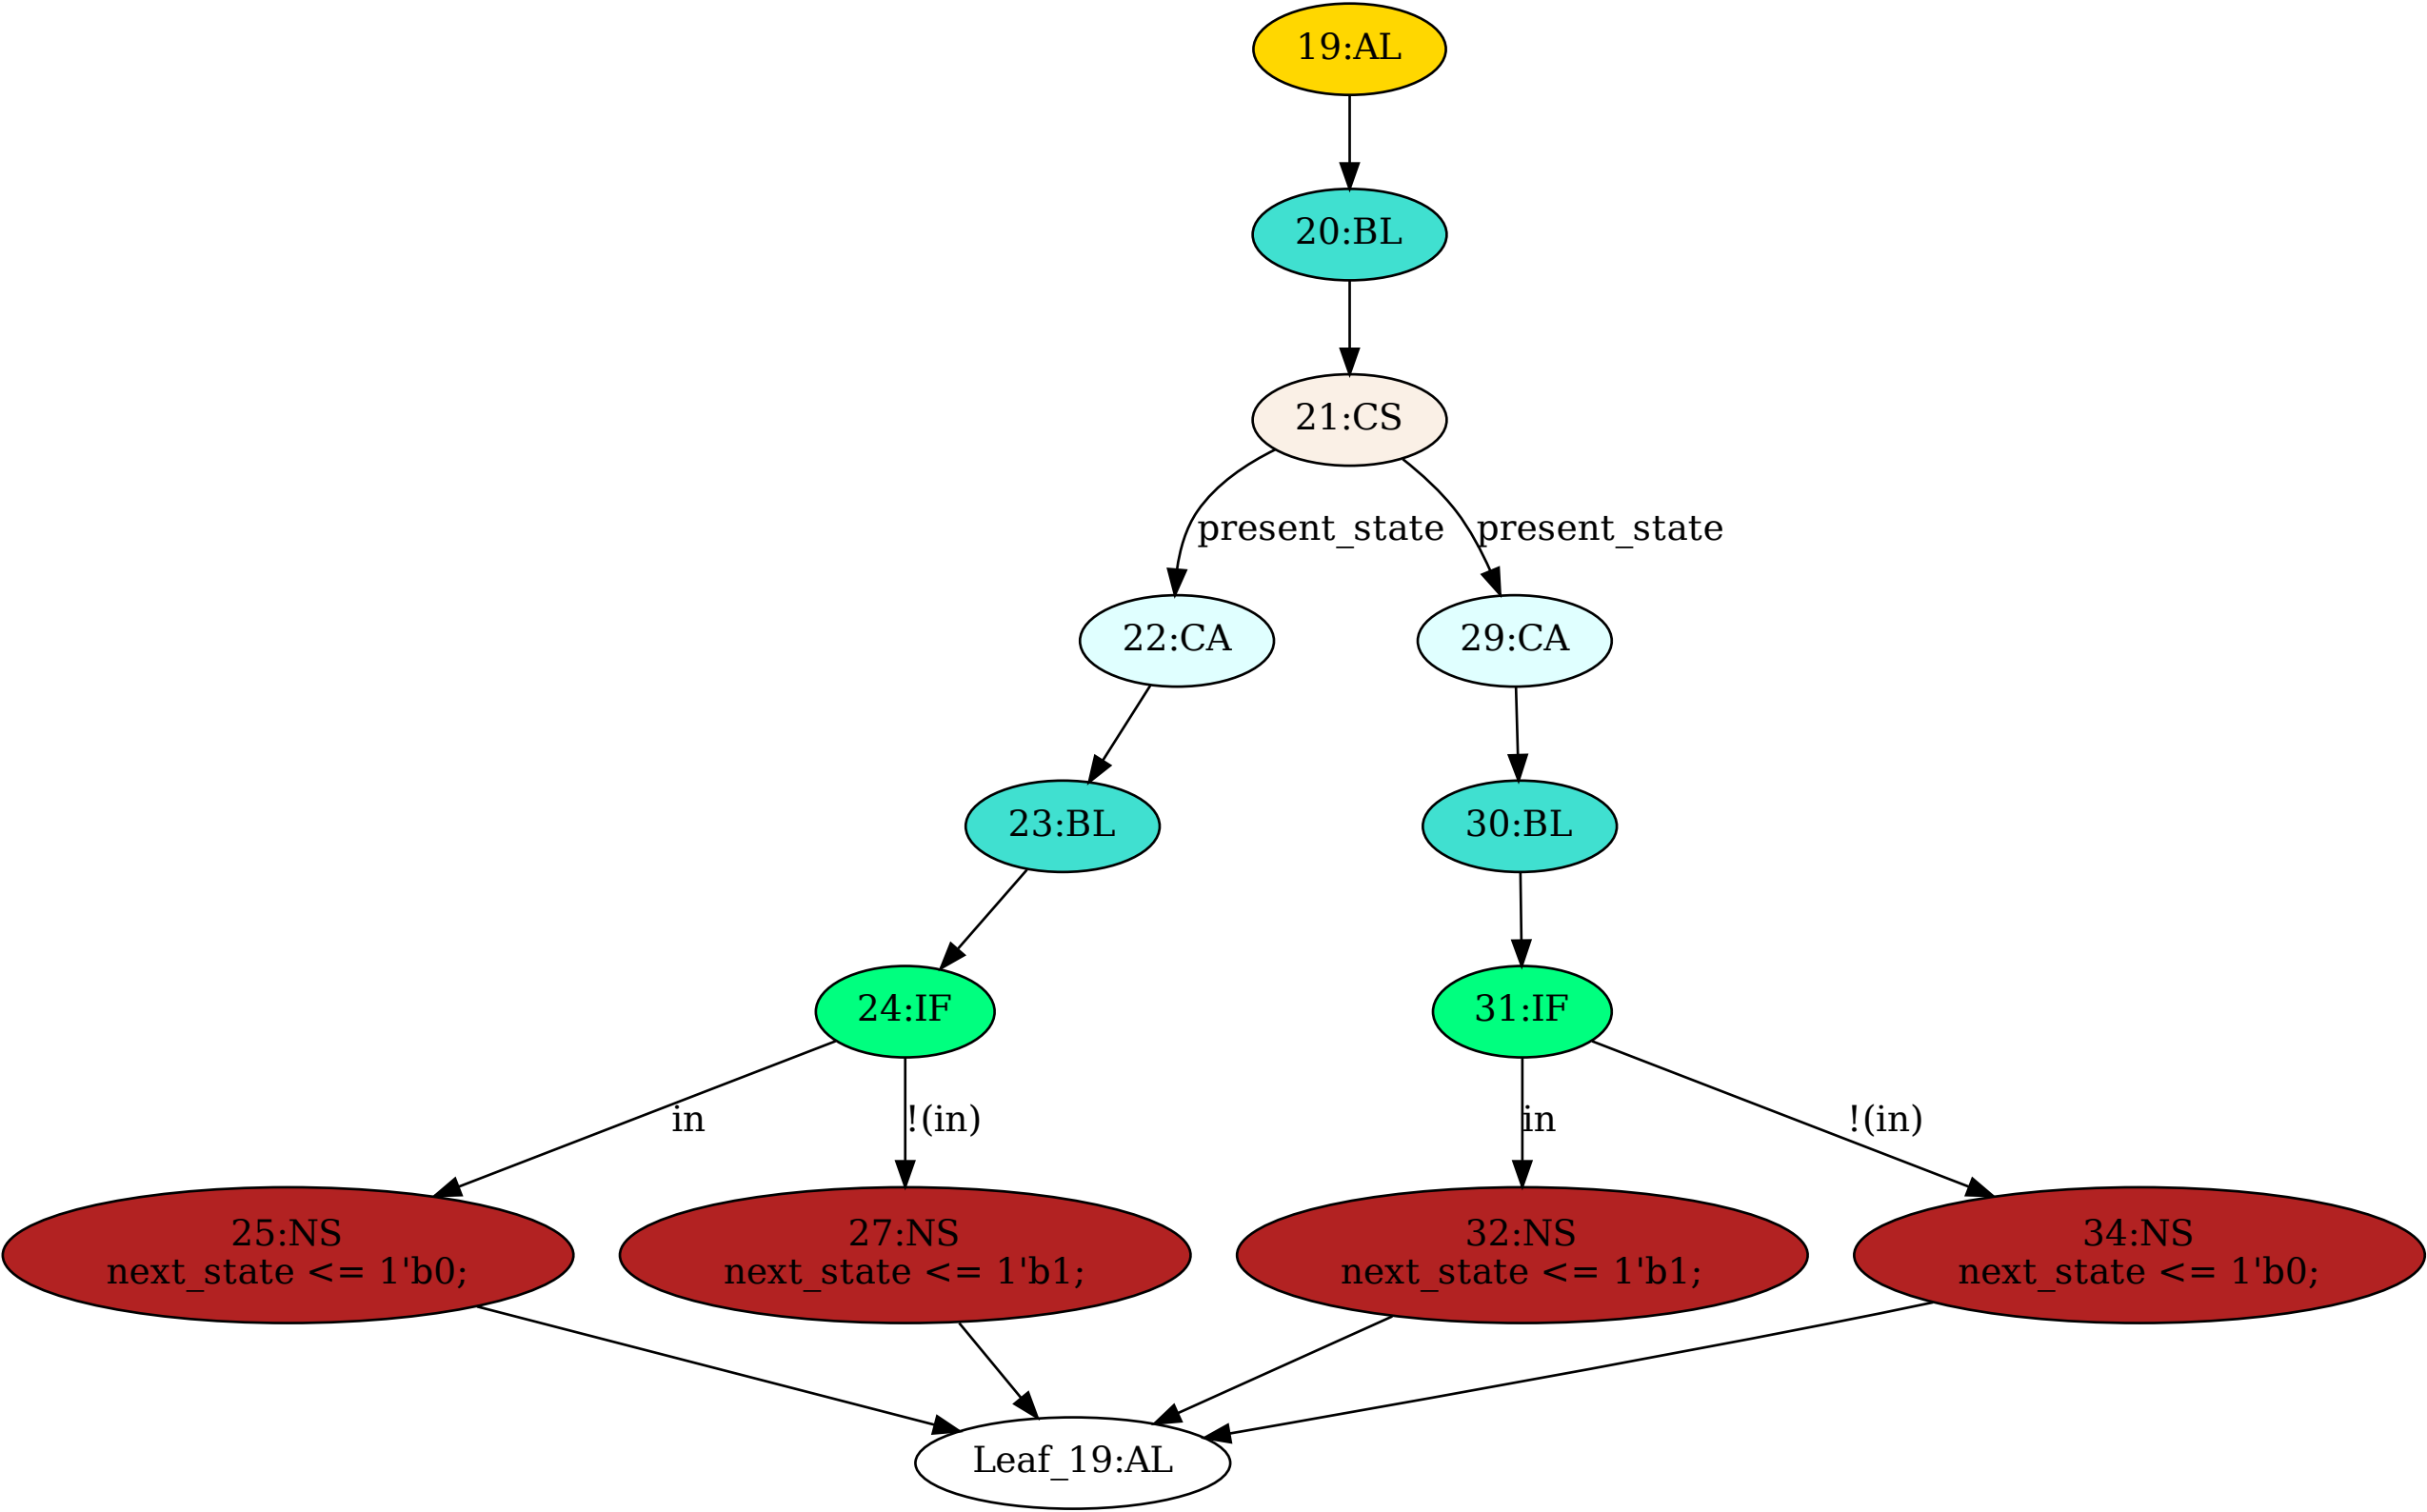 19:AL
20:BL
21:CS
present_state
present_state
22:CA
29:CA
23:BL
30:BL
24:IF
31:IF
in
!(in)
in
!(in)
25:NS
next_state <= 1'b0;
27:NS
next_state <= 1'b1;
32:NS
next_state <= 1'b1;
34:NS
next_state <= 1'b0;
Leaf_19:AL